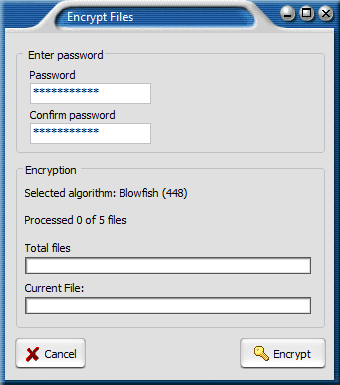 Encrypt Files
Enter password
Password
***********
Confirm password
***********
Encryption
Selected algorithm: Blowfish (448)
Processed 0 of 5 files
Total files
Current File:
Cancel
Encrypt